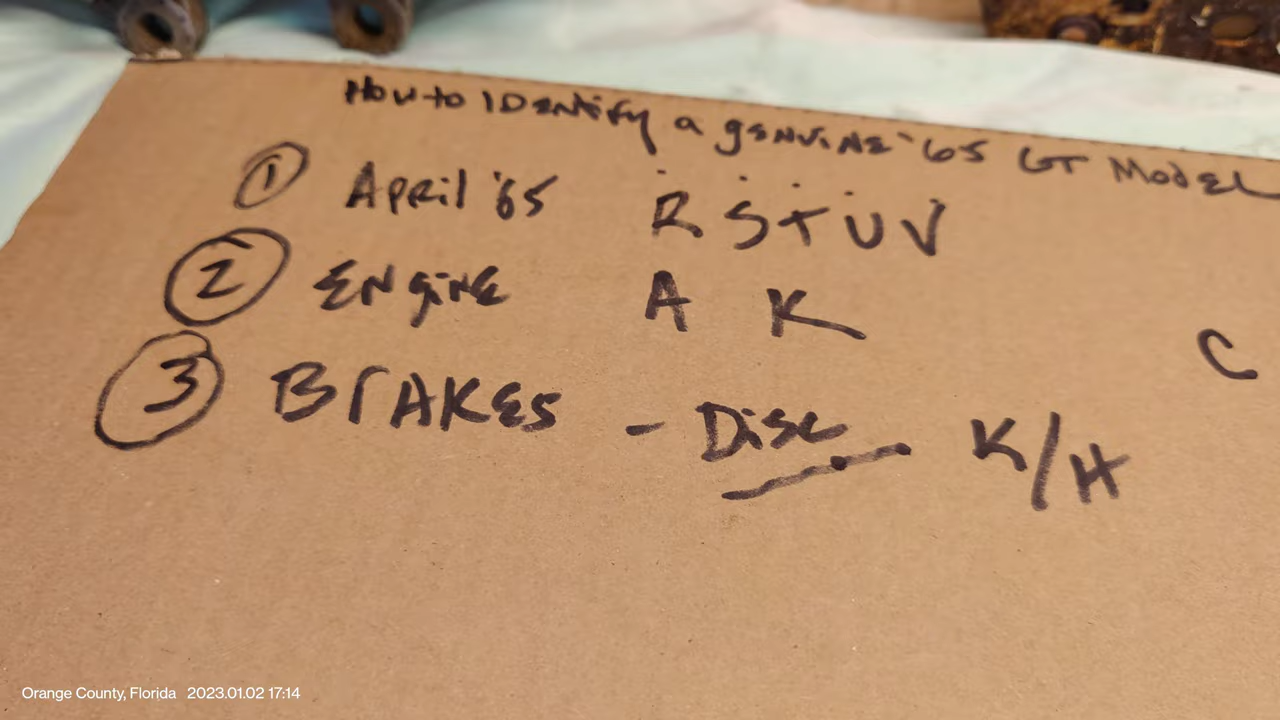 How to IDentify a genuine '65 GT Model
1 April '65 R S T U V
2 Engine A K
C
3 Brakes - Disc K/H
Orange County, Florida 2023.01.02 17:14